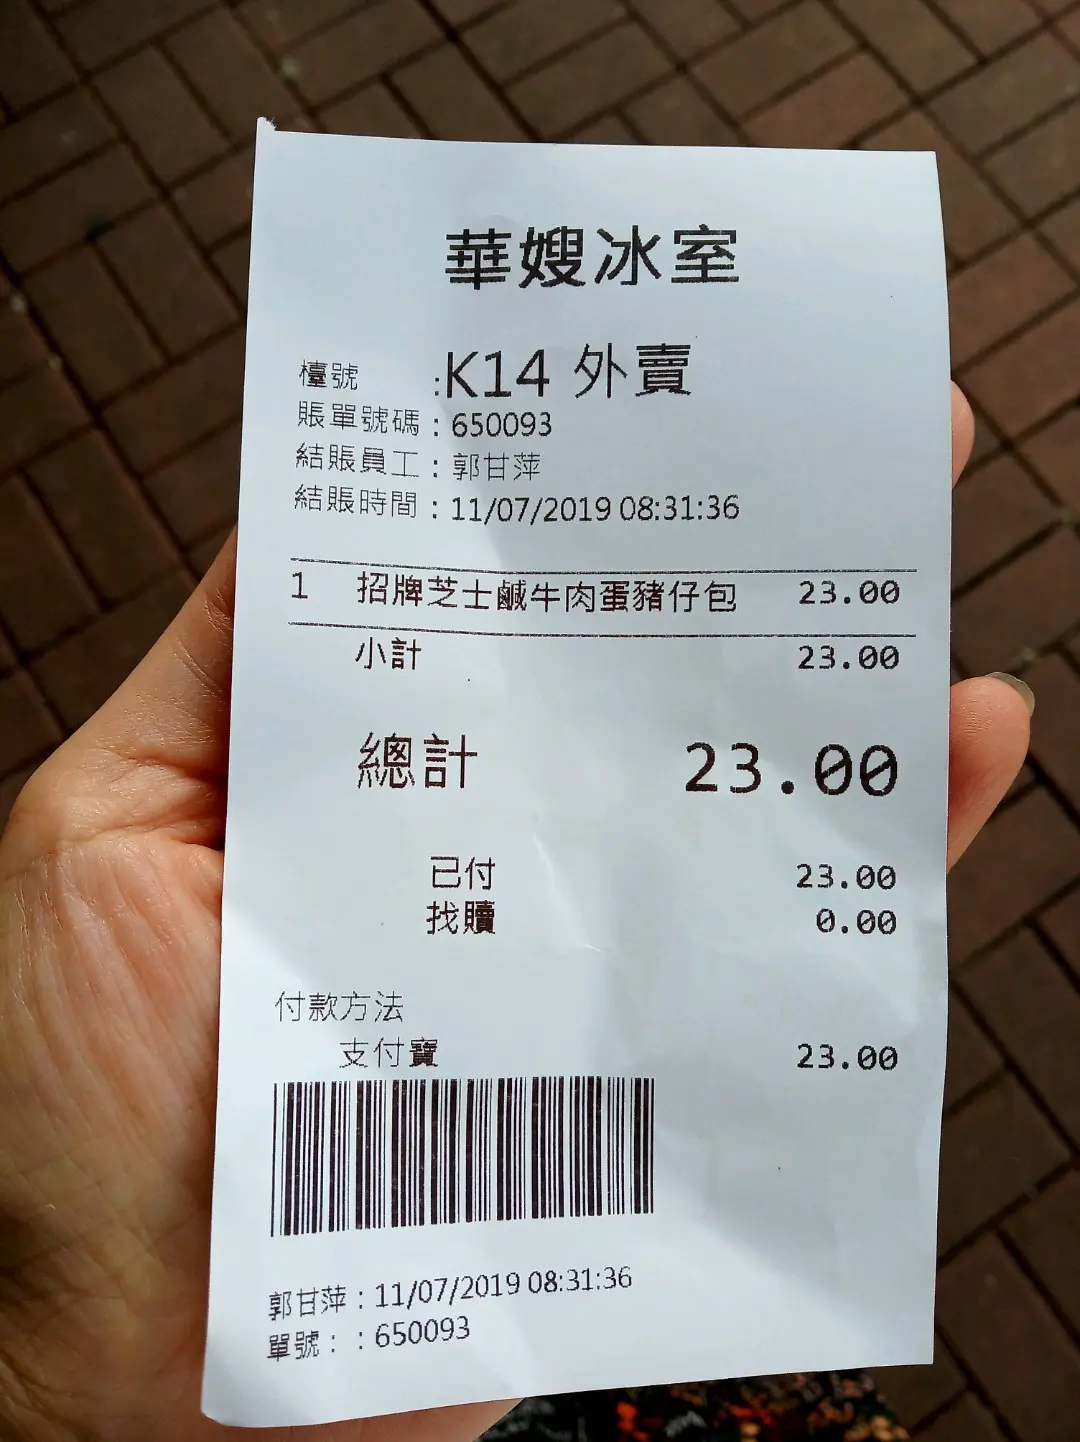 華嫂冰室
檯號 :K14 外賣
賬單號碼 : 650093
結賬員工 : 郭甘萍
結賬時間 : 11/07/2019 08:31:36
1 招牌芝士鹹牛肉蛋豬仔包 23.00
小計 23.00
總計 23.00
已付 23.00
找贖 0.00
付款方法
支付寶 23.00
郭甘萍 : 11/07/2019 08:31:36
單號 : : 650093